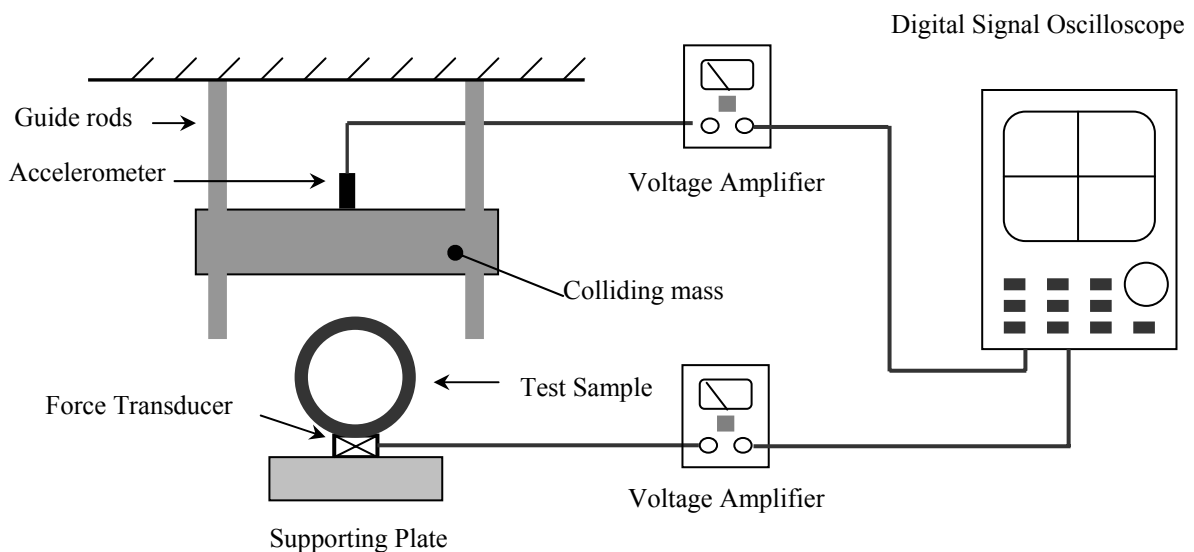 Digital Signal Oscilloscope
Guide rods
Accelerometer
Voltage Amplifier
Colliding mass
Test Sample
Force Transducer
Voltage Amplifier
Supporting Plate